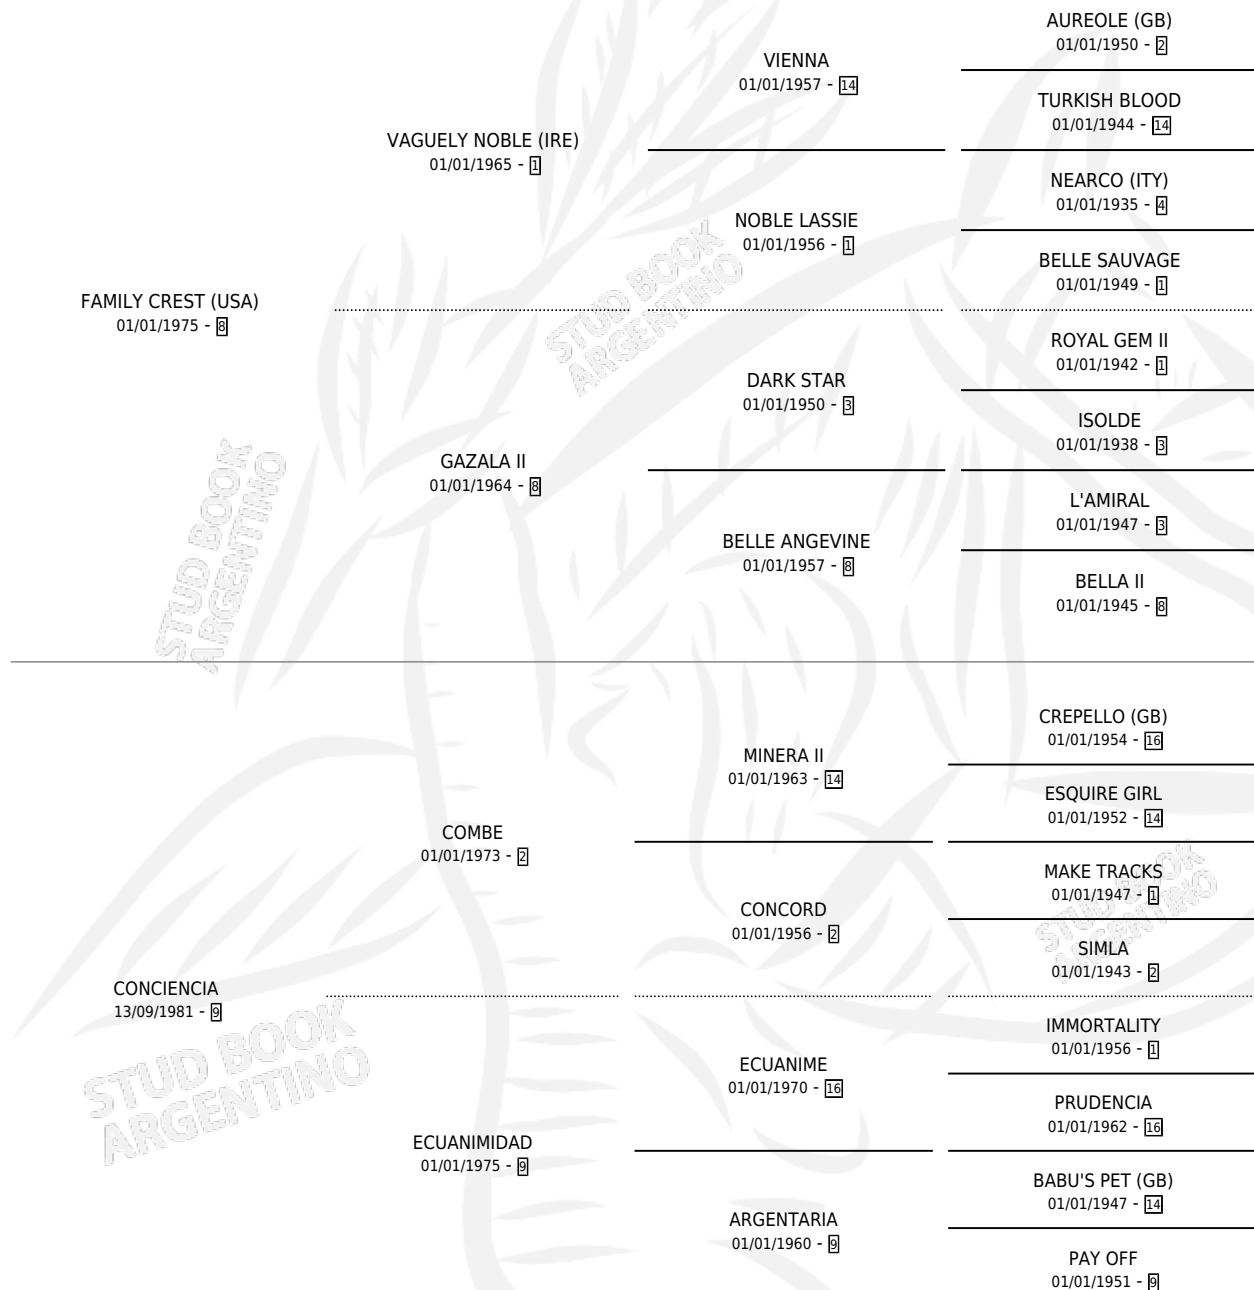 AUREOLE (GB)
01/01/1950 - 2
VIENNA
01/01/1957 - 14
TURKISH BLOOD
01/01/1944 - 14
VAGUELY NOBLE (IRE)
01/01/1965 - 1
NEARCO (ITY)
01/01/1935 - 4
NOBLE LASSIE
01/01/1956 - 1
BELLE SAUVAGE
01/01/1949 - 1
FAMILY CREST (USA)
01/01/1975 - 8
ROYAL GEM II
01/01/1942 - 1
DARK STAR
01/01/1950 - 3
ISOLDE
01/01/1938 - 3
GAZALA II
01/01/1964 - 8
L'AMIRAL
01/01/1947 - 3
BELLE ANGEVINE
01/01/1957 - 8
BELLA II
01/01/1945 - 8
CREPELLO (GB)
01/01/1954 - 16
MINERA II
01/01/1963 - 14
ESQUIRE GIRL
01/01/1952 - 14
COMBE
01/01/1973 - 2
MAKE TRACKS
01/01/1947 - 1
CONCORD
01/01/1956 - 2
SIMLA
01/01/1943 - 2
CONCIENCIA
13/09/1981 - 9
IMMORTALITY
01/01/1956 - 1
ECUANIME
01/01/1970 - 16
PRUDENCIA
01/01/1962 - 16
ECUANIMIDAD
01/01/1975 - 9
BABU'S PET (GB)
01/01/1947 - 14
ARGENTARIA
01/01/1960 - 9
PAY OFF
01/01/1951 - 9
STUD BOOK
ARGENTINO
STUD BOOK
ARGENTINO
STUD BOOK
ARGENTINO
STUD BOOK
ARGENTINO